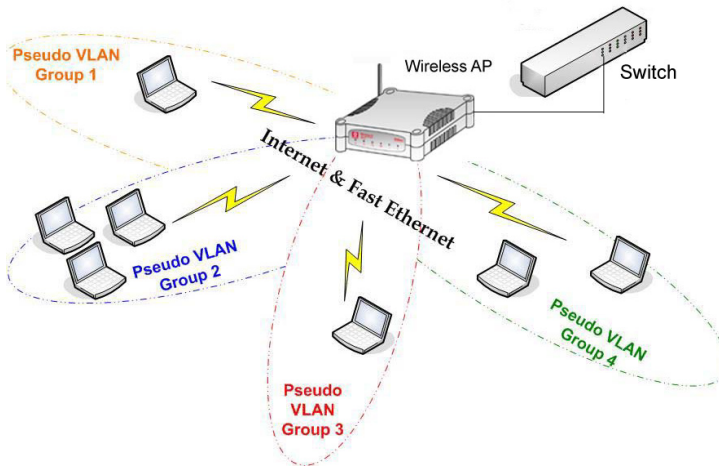 Pseudo VLAN
Group 1
Wireless AP
Switch
Internet & Fast Ethernet
Pseudo VLAN
Group 2
Pseudo
VLAN
Group 3
Pseudo VLAN
Group 4